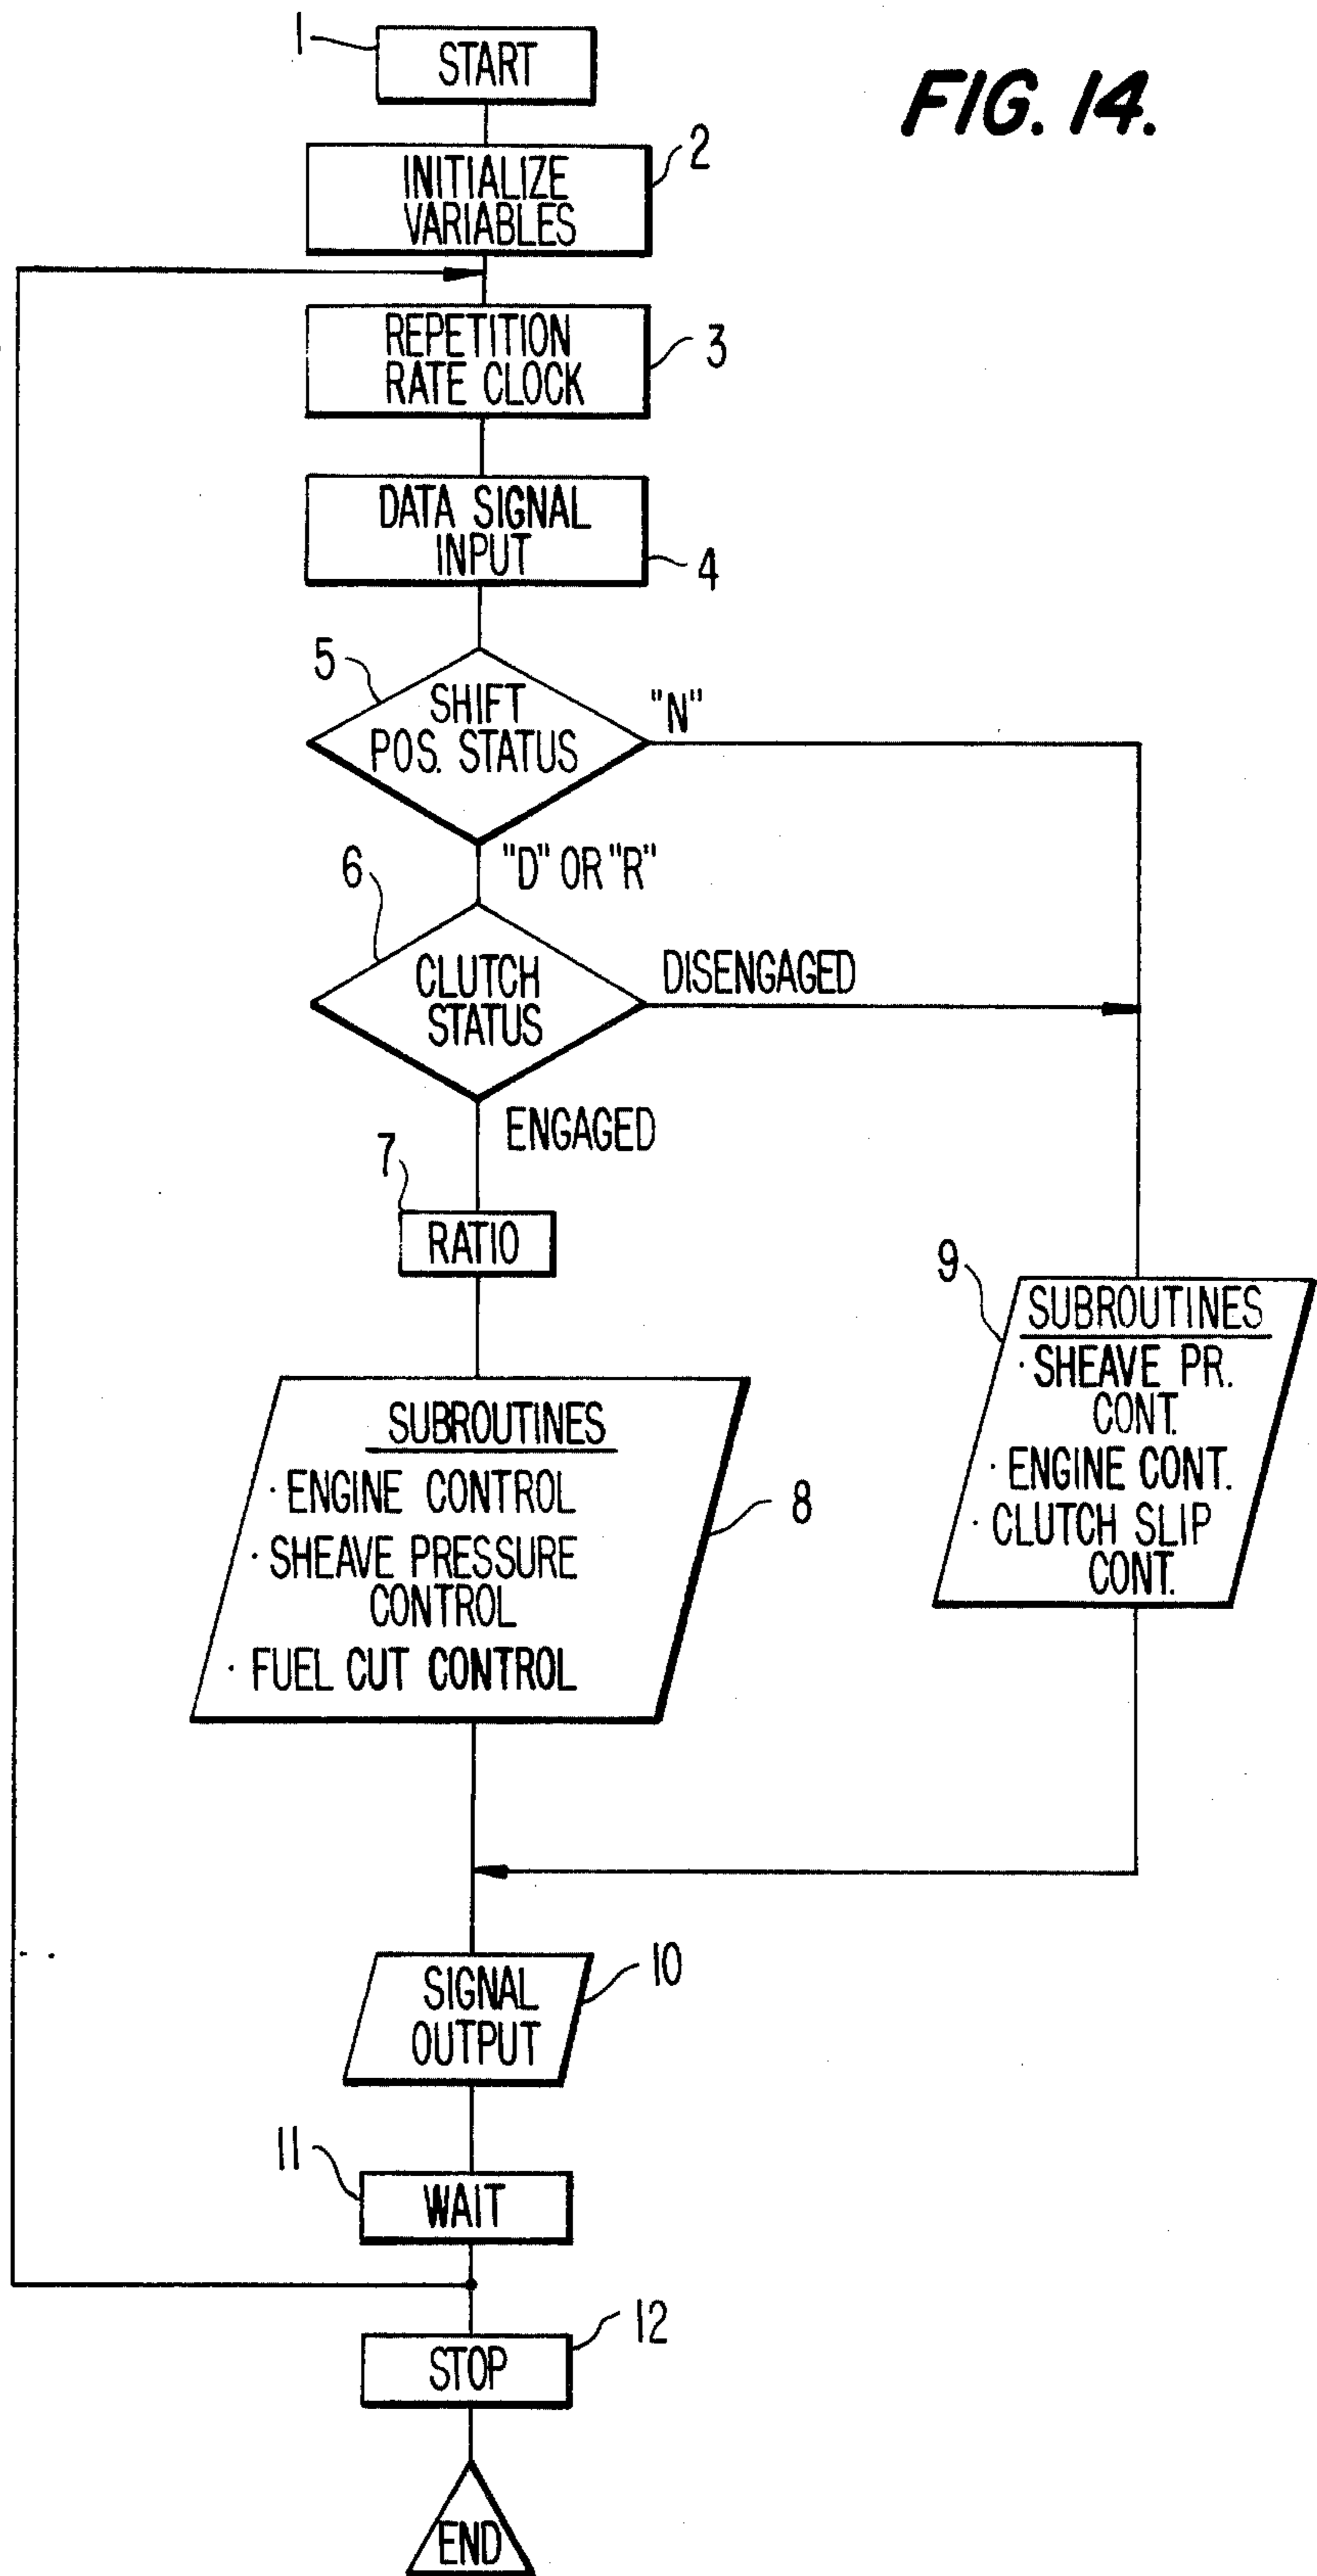 FIG. 14.
1
START
2
INITIALIZE
VARIABLES
3
REPETITION
RATE CLOCK
4
DATA SIGNAL
INPUT
5
SHIFT
POS. STATUS
"N"
"D" OR "R"
6
CLUTCH
STATUS
DISENGAGED
ENGAGED
7
RATIO
8
SUBROUTINES
· ENGINE CONTROL
· SHEAVE PRESSURE
CONTROL
· FUEL CUT CONTROL
9
SUBROUTINES
· SHEAVE PR.
CONT.
· ENGINE CONT.
· CLUTCH SLIP
CONT.
10
SIGNAL
OUTPUT
11
WAIT
12
STOP
END